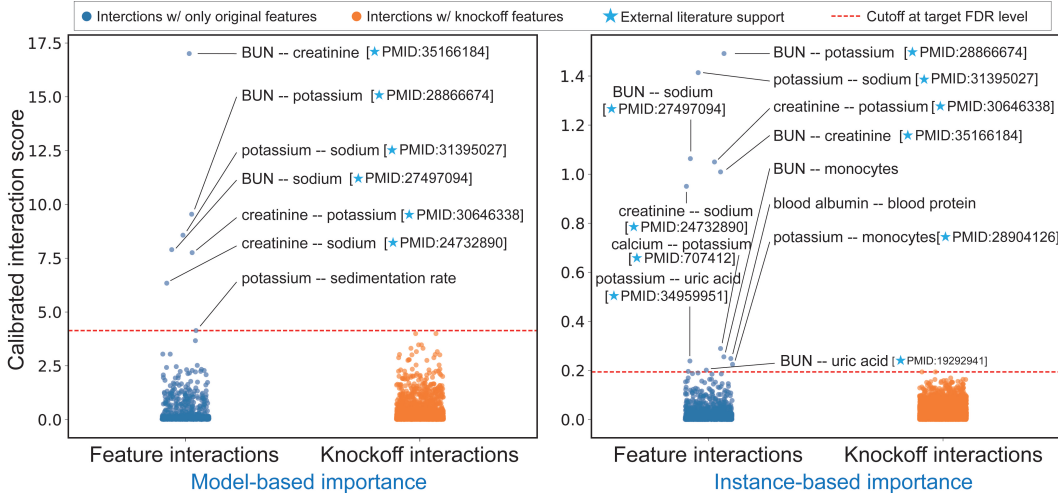 Interctions w/ only original features
Interctions w/ knockoff features
External literature support
Cutoff at target FDR level
Calibrated interaction score
17.5
15.0
12.5
10.0
7.5
5.0
2.5
0.0
BUN -- creatinine [★PMID:35166184]
BUN -- potassium [★PMID:28866674]
potassium -- sodium [★PMID:31395027]
BUN -- sodium [★PMID:27497094]
creatinine -- potassium [★PMID:30646338]
creatinine -- sodium [★PMID:24732890]
potassium -- sedimentation rate
Feature interactions
Knockoff interactions
Model-based importance
1.4
1.2
1.0
0.8
0.6
0.4
0.2
0.0
BUN -- potassium [★PMID:28866674]
potassium -- sodium [★PMID:31395027]
BUN -- sodium
[★PMID:27497094]
creatinine -- potassium [★PMID:30646338]
BUN -- creatinine [★PMID:35166184]
BUN -- monocytes
blood albumin -- blood protein
creatinine -- sodium
[★PMID:24732890]
potassium -- monocytes[★PMID:28904126]
calcium -- potassium
[★PMID:707412]
potassium -- uric acid
[★PMID:34959951]
BUN -- uric acid [★PMID:19292941]
Feature interactions
Knockoff interactions
Instance-based importance